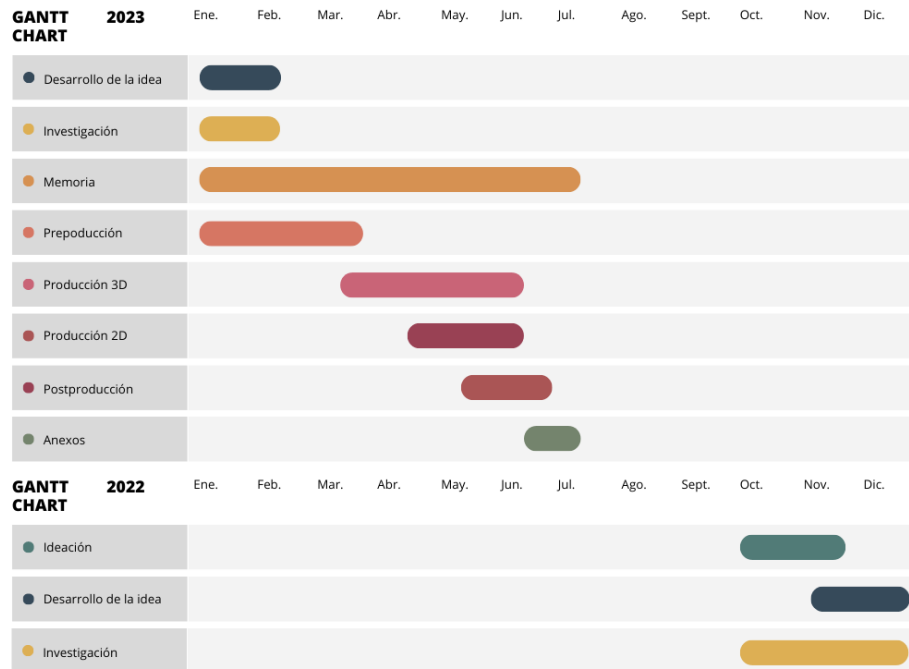 GANTT 2023 Ene. Feb. Mar. Abr. May. Jun. Jul. Ago. Sept. Oct. Nov. Dic.
CHART
Desarrollo de la idea
Investigación
Memoria
Prepoducción
Producción 3D
Producción 2D
Postproducción
Anexos
GANTT 2022 Ene. Feb. Mar. Abr. May. Jun. Jul. Ago. Sept. Oct. Nov. Dic.
CHART
Ideación
Desarrollo de la idea
Investigación